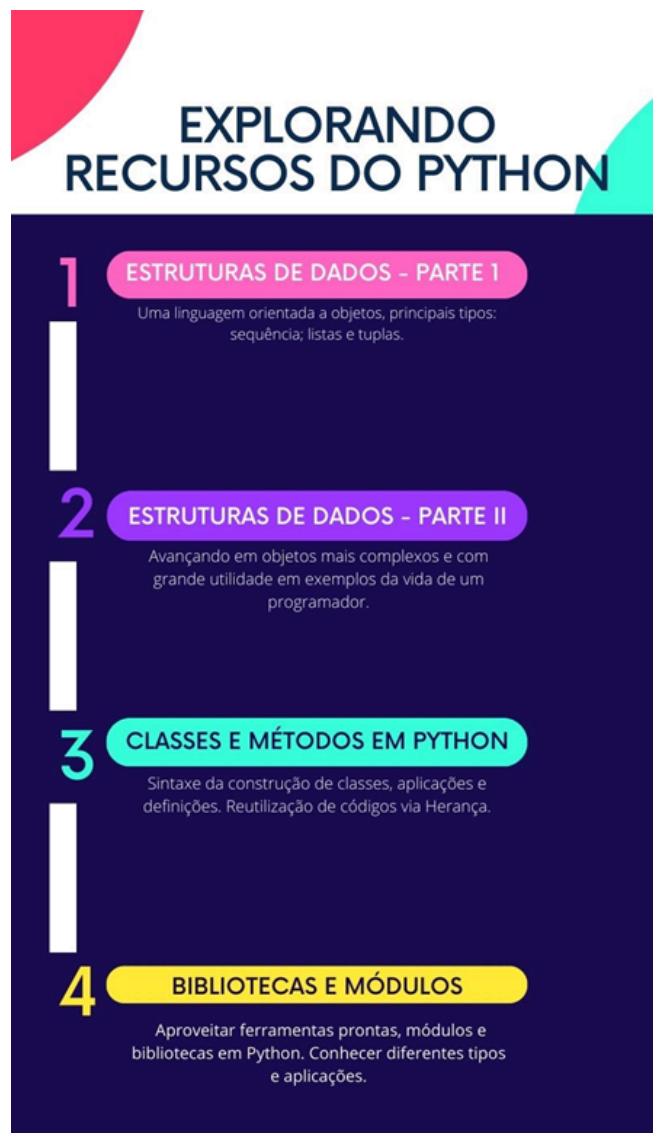 EXPLORANDO
RECURSOS DO PYTHON
1
ESTRUTURAS DE DADOS - PARTE 1
Uma linguagem orientada a objetos, principais tipos:
sequência; listas e tuplas.
2
ESTRUTURAS DE DADOS - PARTE II
Avançando em objetos mais complexos e com
grande utilidade em exemplos da vida de um
programador.
3
CLASSES E MÉTODOS EM PYTHON
Sintaxe da construção de classes, aplicações e
definições. Reutilização de códigos via Herança.
4
BIBLIOTECAS E MÓDULOS
Aproveitar ferramentas prontas, módulos e
bibliotecas em Python. Conhecer diferentes tipos
e aplicações.